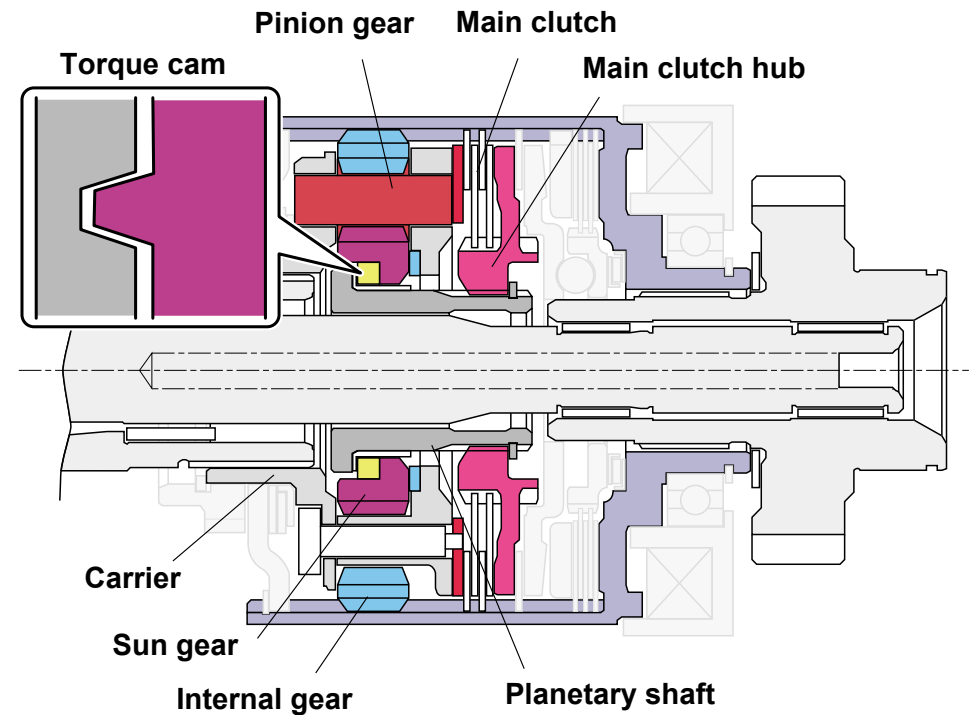 Pinion gear
Main clutch
Torque cam
Main clutch hub
Carrier
Sun gear
Internal gear
Planetary shaft